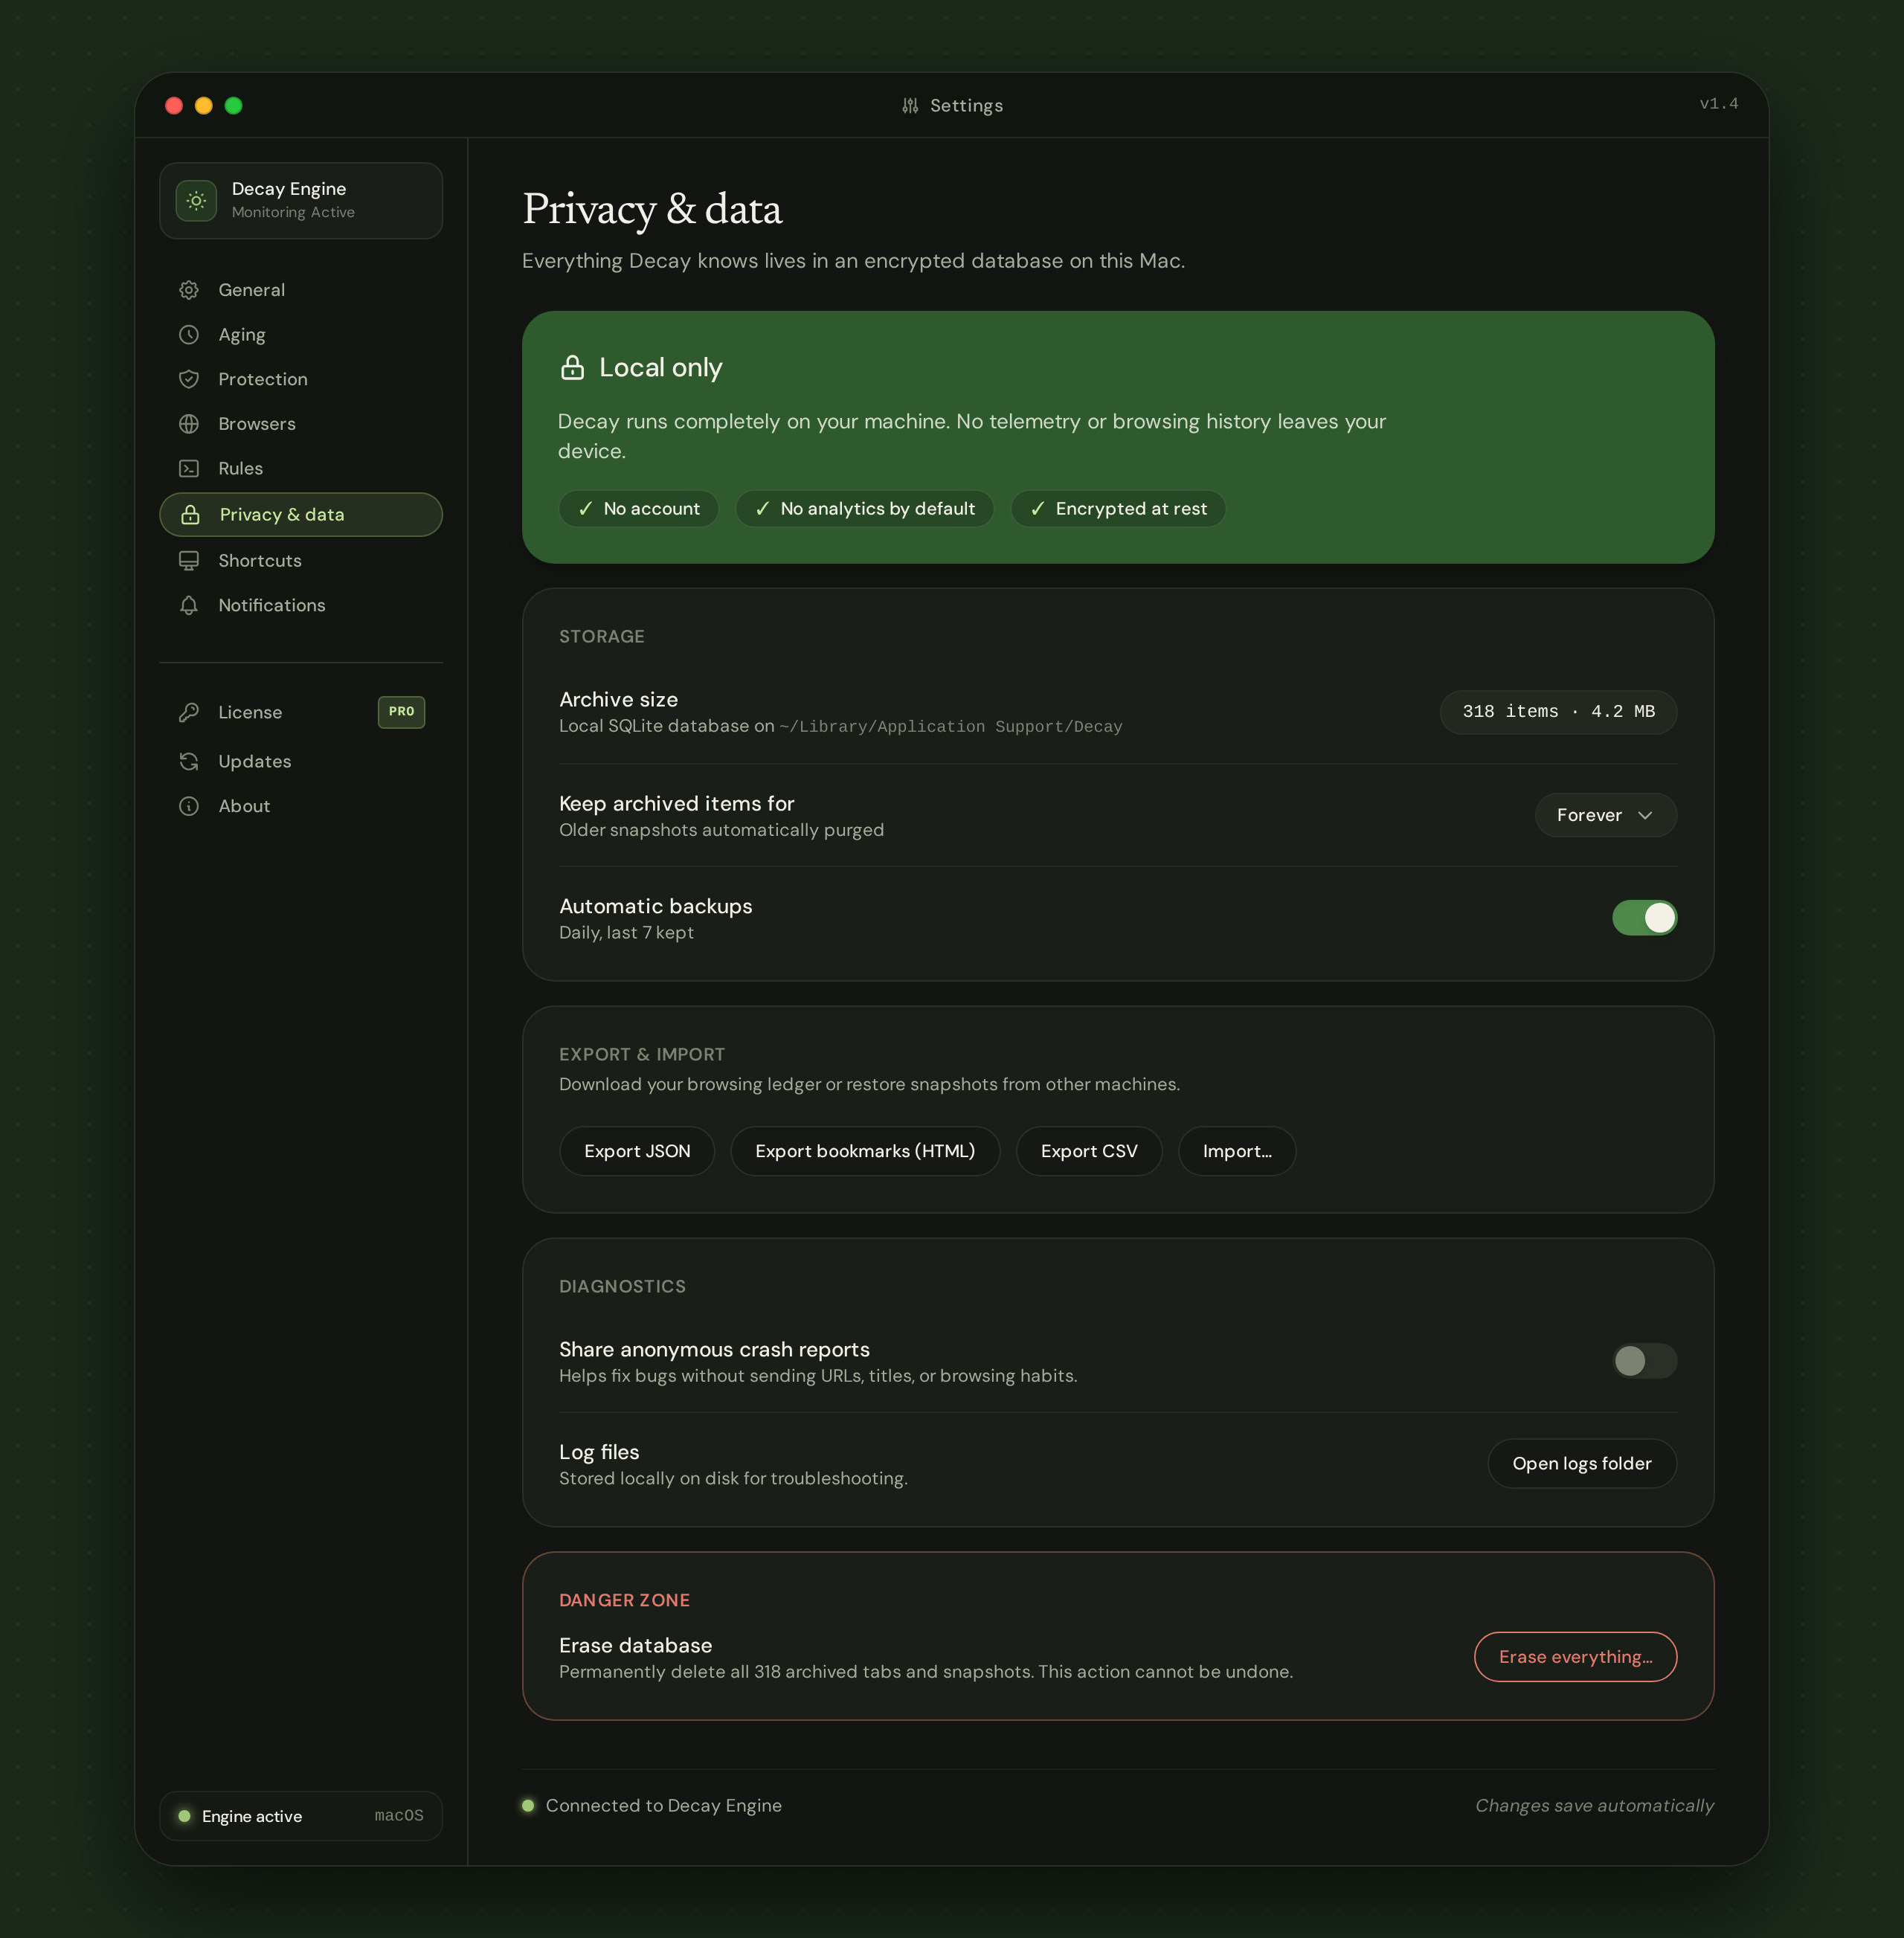 Settings
v1.4
Decay Engine
Monitoring Active
General
Aging
Protection
Browsers
Rules
Privacy & data
Shortcuts
Notifications
License
PRO
Updates
About
Engine active
macOS
Privacy & data
Everything Decay knows lives in an encrypted database on this Mac.
Local only
Decay runs completely on your machine. No telemetry or browsing history leaves your
device.
✓ No account
✓ No analytics by default
✓ Encrypted at rest
STORAGE
Archive size
Local SQLite database on ~/Library/Application Support/Decay
318 items · 4.2 MB
Keep archived items for
Older snapshots automatically purged
Forever
Automatic backups
Daily, last 7 kept
EXPORT & IMPORT
Download your browsing ledger or restore snapshots from other machines.
Export JSON
Export bookmarks (HTML)
Export CSV
Import…
DIAGNOSTICS
Share anonymous crash reports
Helps fix bugs without sending URLs, titles, or browsing habits.
Log files
Stored locally on disk for troubleshooting.
Open logs folder
DANGER ZONE
Erase database
Permanently delete all 318 archived tabs and snapshots. This action cannot be undone.
Erase everything…
Connected to Decay Engine
Changes save automatically